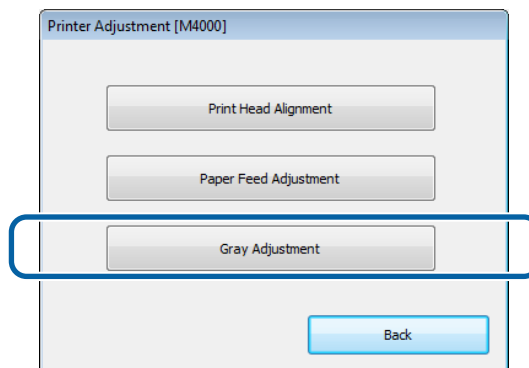 Printer Adjustment [M4000]
Print Head Alignment
Paper Feed Adjustment
Gray Adjustment
Back